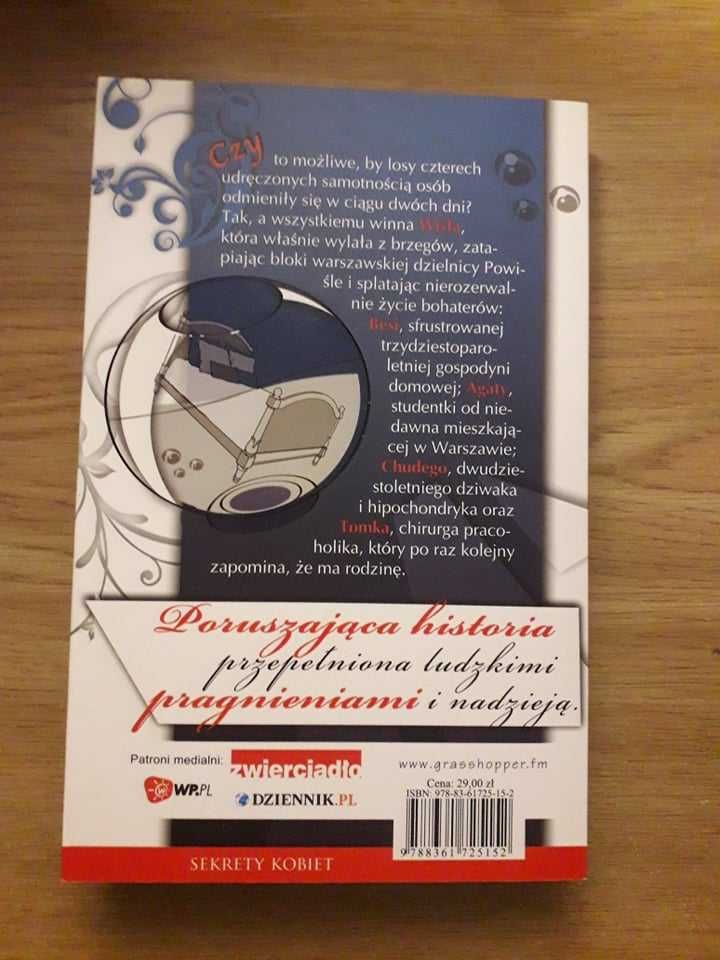 Czy to możliwe, by losy czterech
udręczonych samotnością osób
odmieniły się w ciągu dwóch dni?
Tak, a wszystkiemu winna Wisła,
która właśnie wylała z brzegów, zata-
piając bloki warszawskiej dzielnicy Powi-
śle i splatając nierozerwal-
nie życie bohaterów:
Besi, sfrustrowanej
trzydziestoparo-
letniej gospodyni
domowej; Agaty,
studentki od nie-
dawna mieszkają-
cej w Warszawie;
Chudego, dwudzie-
stoletniego dziwaka
i hipochondryka oraz
Tomka, chirurga praco-
holika, który po raz kolejny
zapomina, że ma rodzinę.
Poruszająca historia
przepełniona ludzkimi
pragnieniami i nadzieją.
Patroni medialni: zwierciadło
WP.PL DZIENNIK.PL
www.grasshopper.fm
Cena: 29,00 zł
ISBN: 978-83-61725-15-2
9 788361 725152
SEKRETY KOBIET